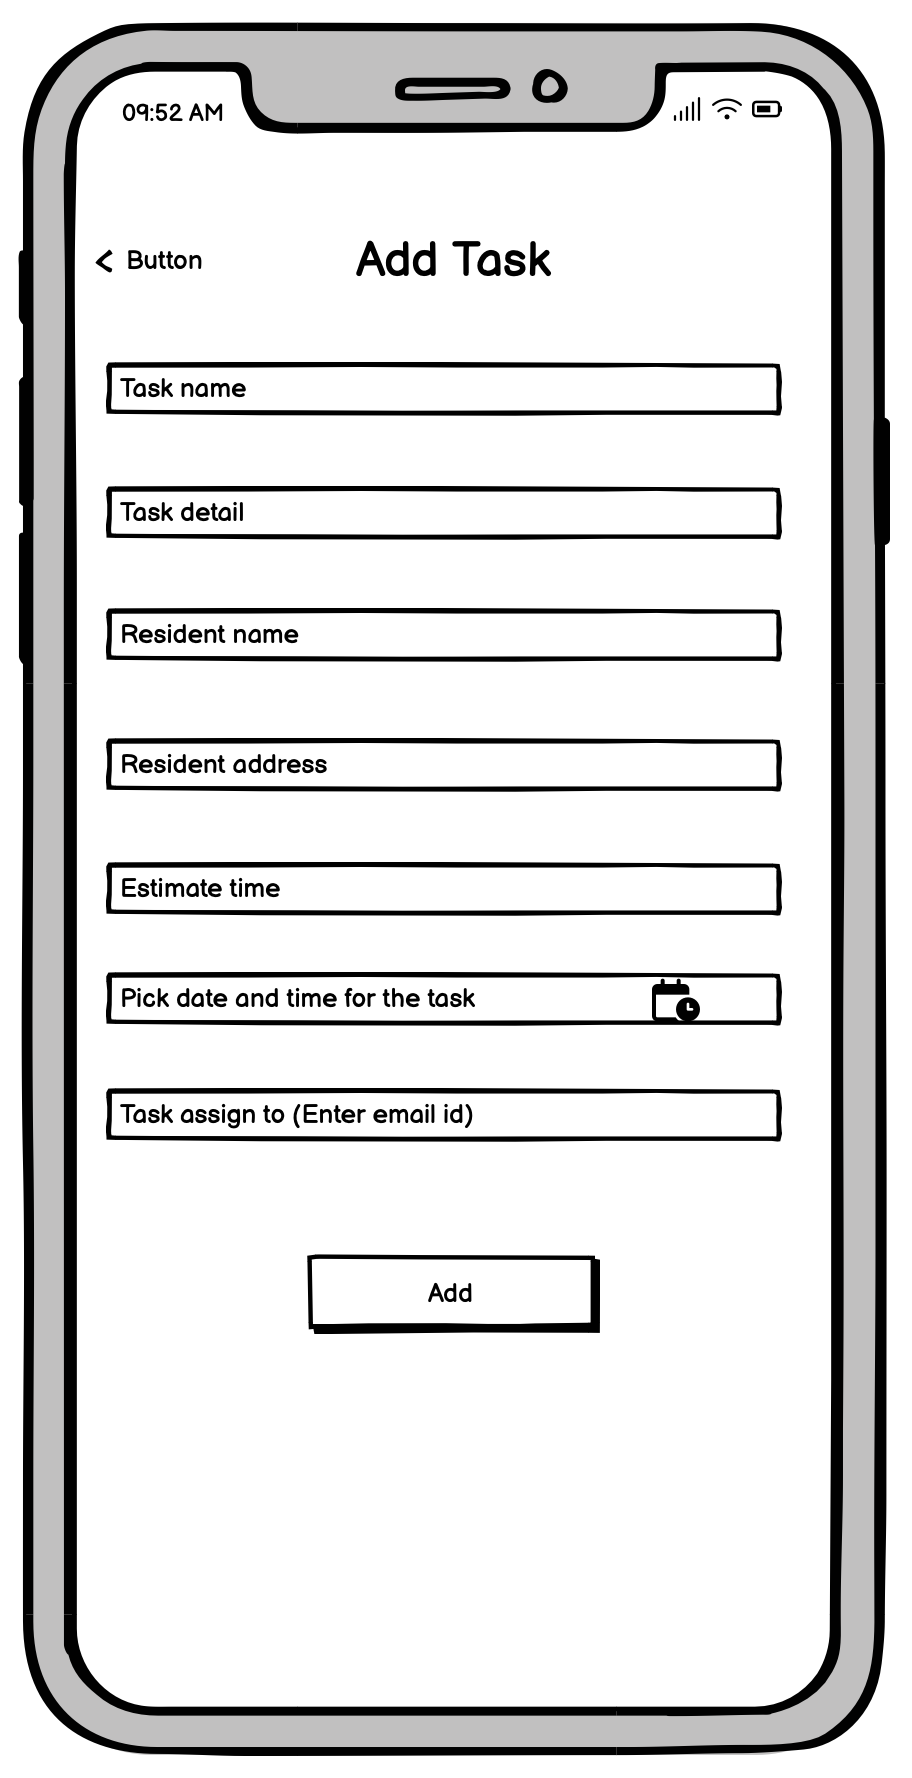 09:52 AM
Button
Add Task
Task name
Task detail
Resident name
Resident address
Estimate time
Pick date and time for the task
Task assign to (Enter email id)
Add